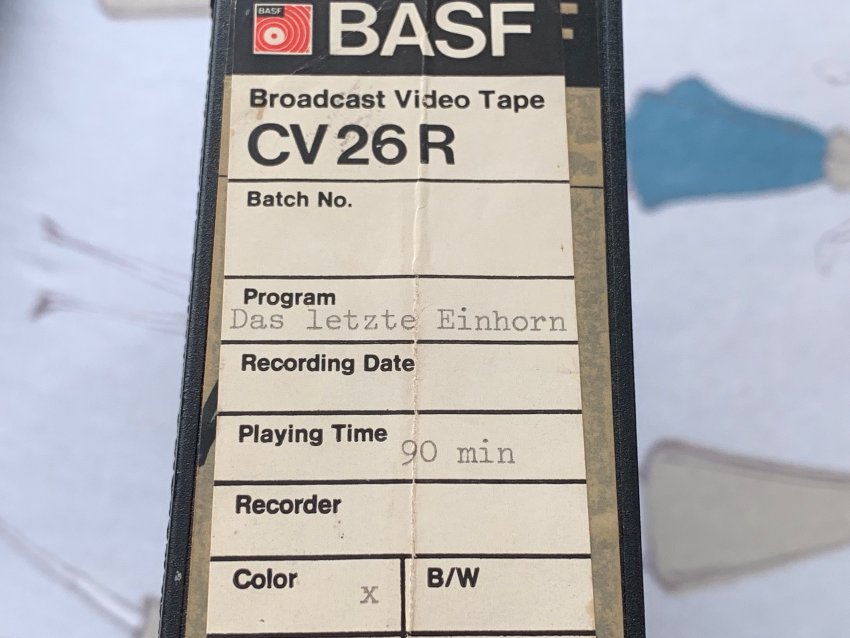 BASF
BASF
Broadcast Video Tape
CV 26 R
Batch No.
Program
Das letzte Einhorn
Recording Date
Playing Time
90 min
Recorder
Color x B/W